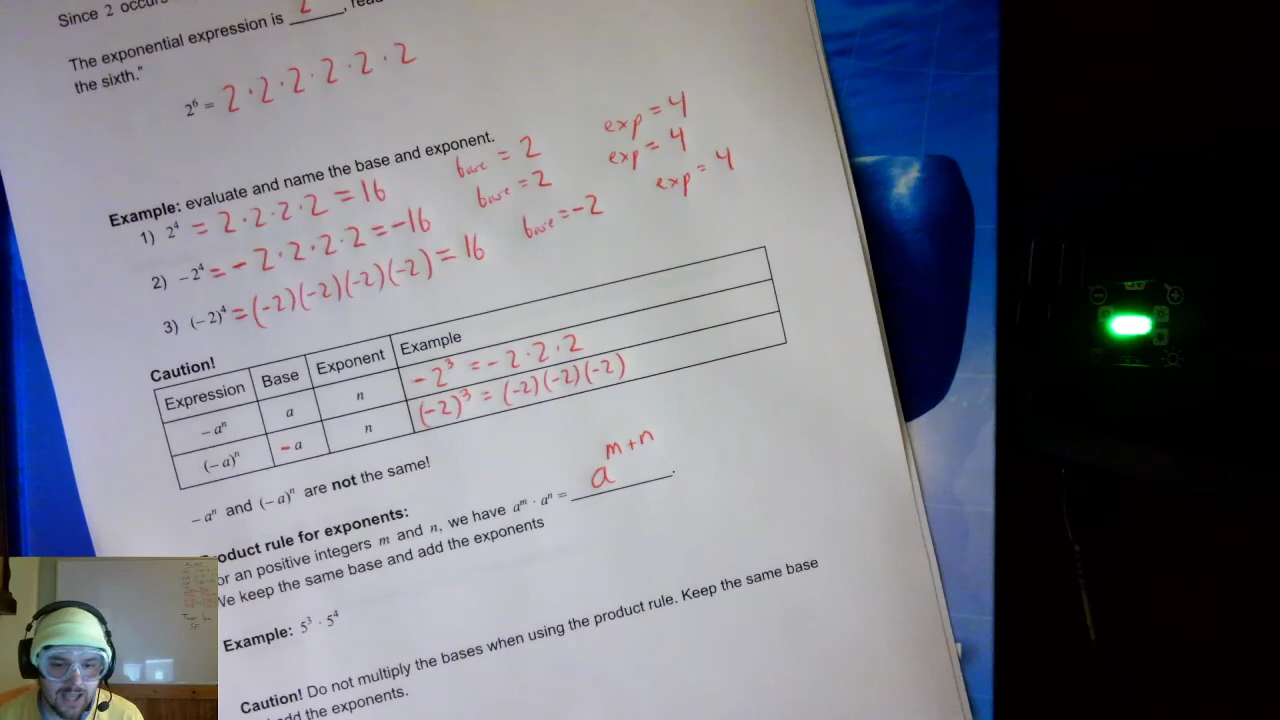 Since 2 occurs
The exponential expression is ____,
the sixth."
2⁶ = 2 · 2 · 2 · 2 · 2 · 2
Example: evaluate and name the base and exponent.
1) 2⁴ = 2 · 2 · 2 · 2 = 16 base = 2 exp = 4
2) −2⁴ = − 2 · 2 · 2 · 2 = −16 base = 2 exp = 4
3) (−2)⁴ = (−2)(−2)(−2)(−2) = 16 base = −2 exp = 4
Caution!
Expression Base Exponent Example
−aⁿ a n −2³ = − 2 · 2 · 2
(−a)ⁿ −a n (−2)³ = (−2)(−2)(−2)
−aⁿ and (−a)ⁿ are not the same!
oduct rule for exponents:
or an positive integers m and n, we have aᵐ · aⁿ = aᵐ⁺ⁿ.
We keep the same base and add the exponents
Example: 5³ · 5⁴
Caution! Do not multiply the bases when using the product rule. Keep the same base
add the exponents.